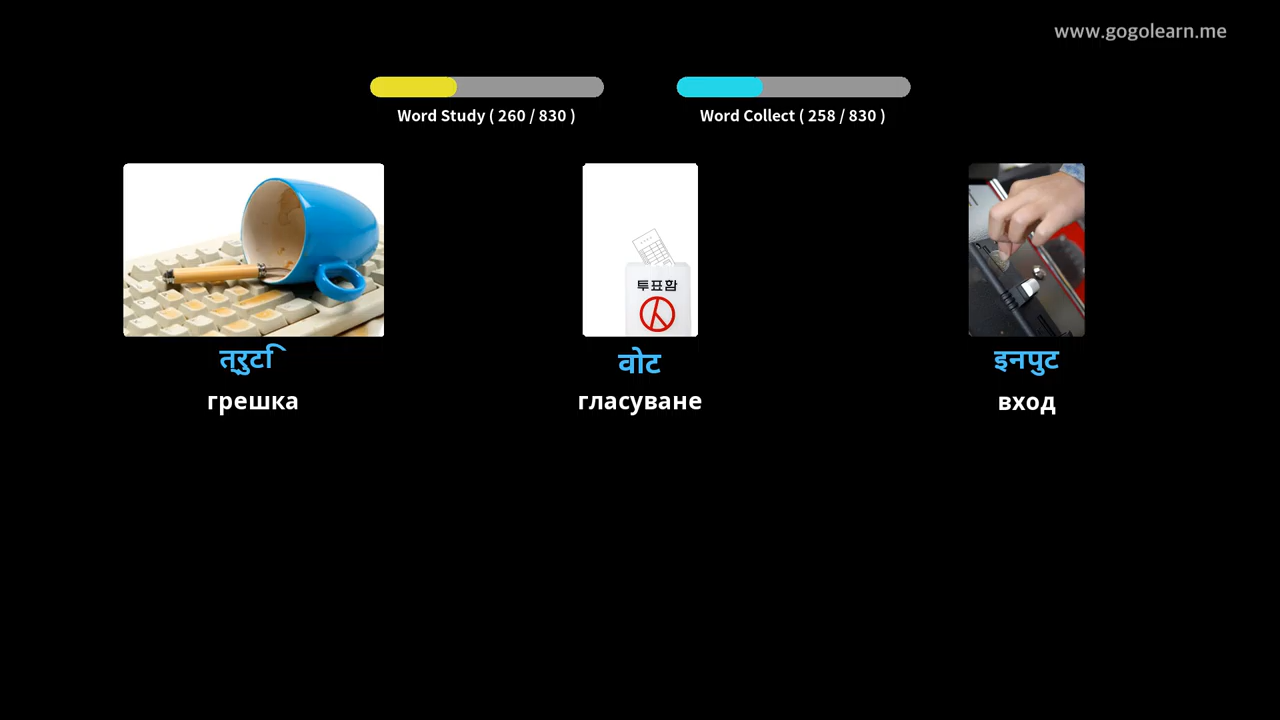 www.gogolearn.me
Word Study ( 260 / 830 )
Word Collect ( 258 / 830 )
투표함
त्रुटि
वोट
इनपुट
грешка
гласуване
вход